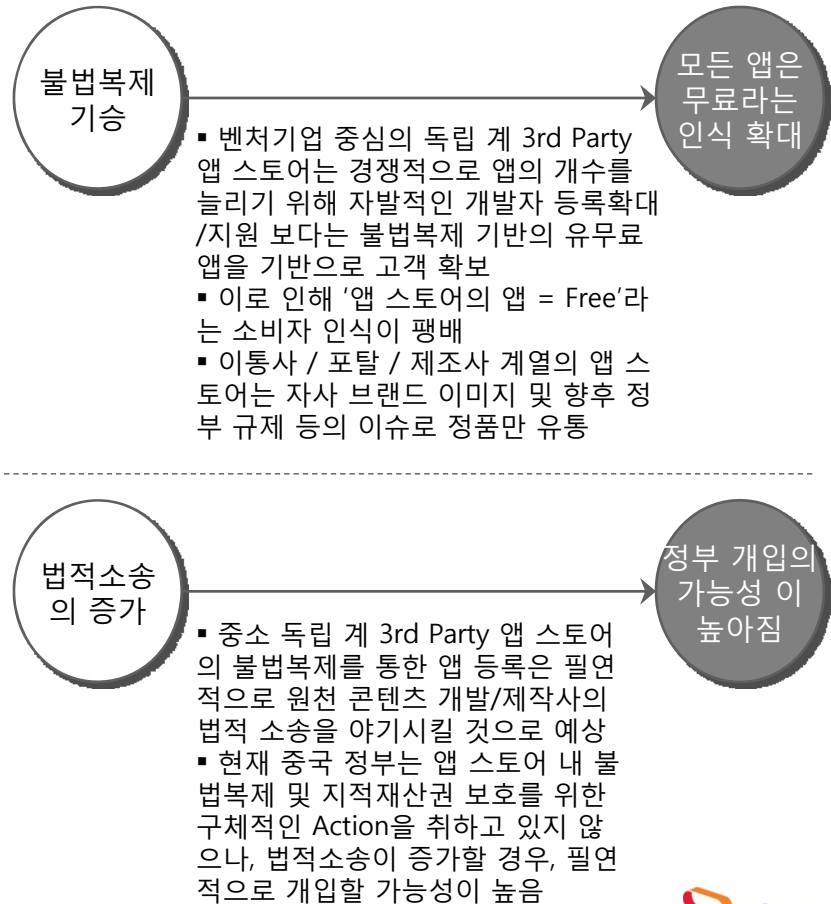 불법복제
기승
모든 앱은
무료라는
인식 확대
▪ 벤처기업 중심의 독립 계 3rd Party
앱 스토어는 경쟁적으로 앱의 개수를
늘리기 위해 자발적인 개발자 등록확대
/지원 보다는 불법복제 기반의 유무료
앱을 기반으로 고객 확보
▪ 이로 인해 '앱 스토어의 앱 = Free'라
는 소비자 인식이 팽배
▪ 이통사 / 포탈 / 제조사 계열의 앱 스
토어는 자사 브랜드 이미지 및 향후 정
부 규제 등의 이슈로 정품만 유통
법적소송
의 증가
정부 개입의
가능성 이
높아짐
▪ 중소 독립 계 3rd Party 앱 스토어
의 불법복제를 통한 앱 등록은 필연
적으로 원천 콘텐츠 개발/제작사의
법적 소송을 야기시킬 것으로 예상
▪ 현재 중국 정부는 앱 스토어 내 불
법복제 및 지적재산권 보호를 위한
구체적인 Action을 취하고 있지 않
으나, 법적소송이 증가할 경우, 필연
적으로 개입할 가능성이 높음